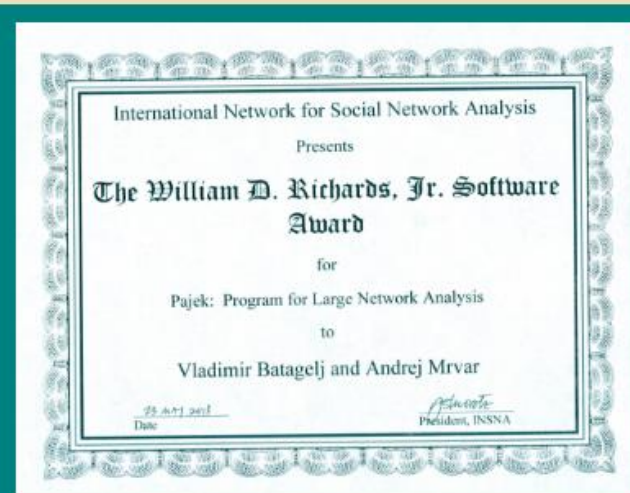 International Network for Social Network Analysis
Presents
The William D. Richards, Jr. Software
Award
for
Pajek: Program for Large Network Analysis
to
Vladimir Batagelj and Andrej Mrvar
2013
Date
President, INSNA